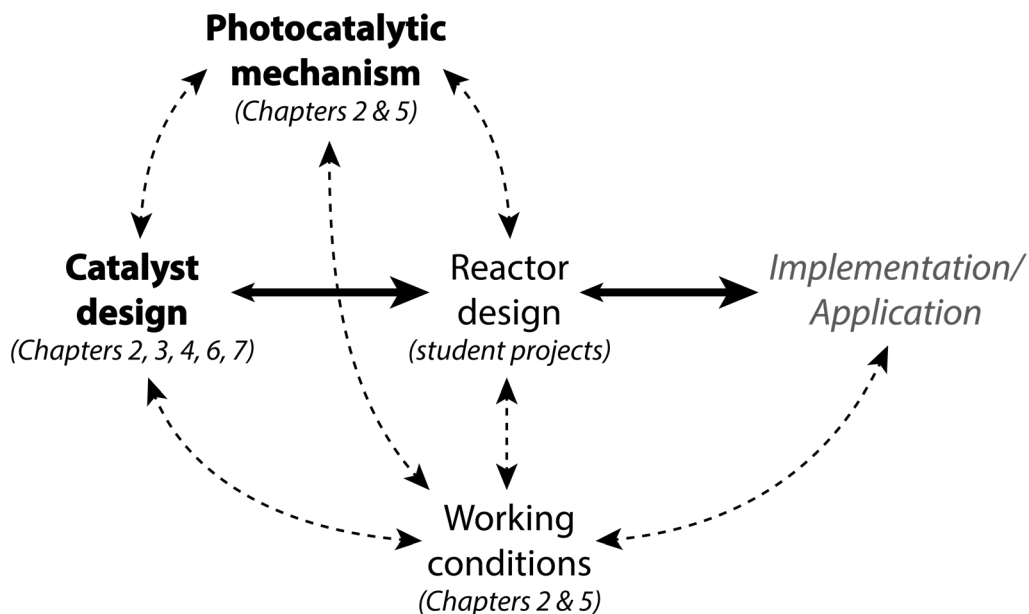 Photocatalytic
mechanism
(Chapters 2 & 5)
Catalyst
design
(Chapters 2, 3, 4, 6, 7)
Reactor
design
(student projects)
Implementation/
Application
Working
conditions
(Chapters 2 & 5)